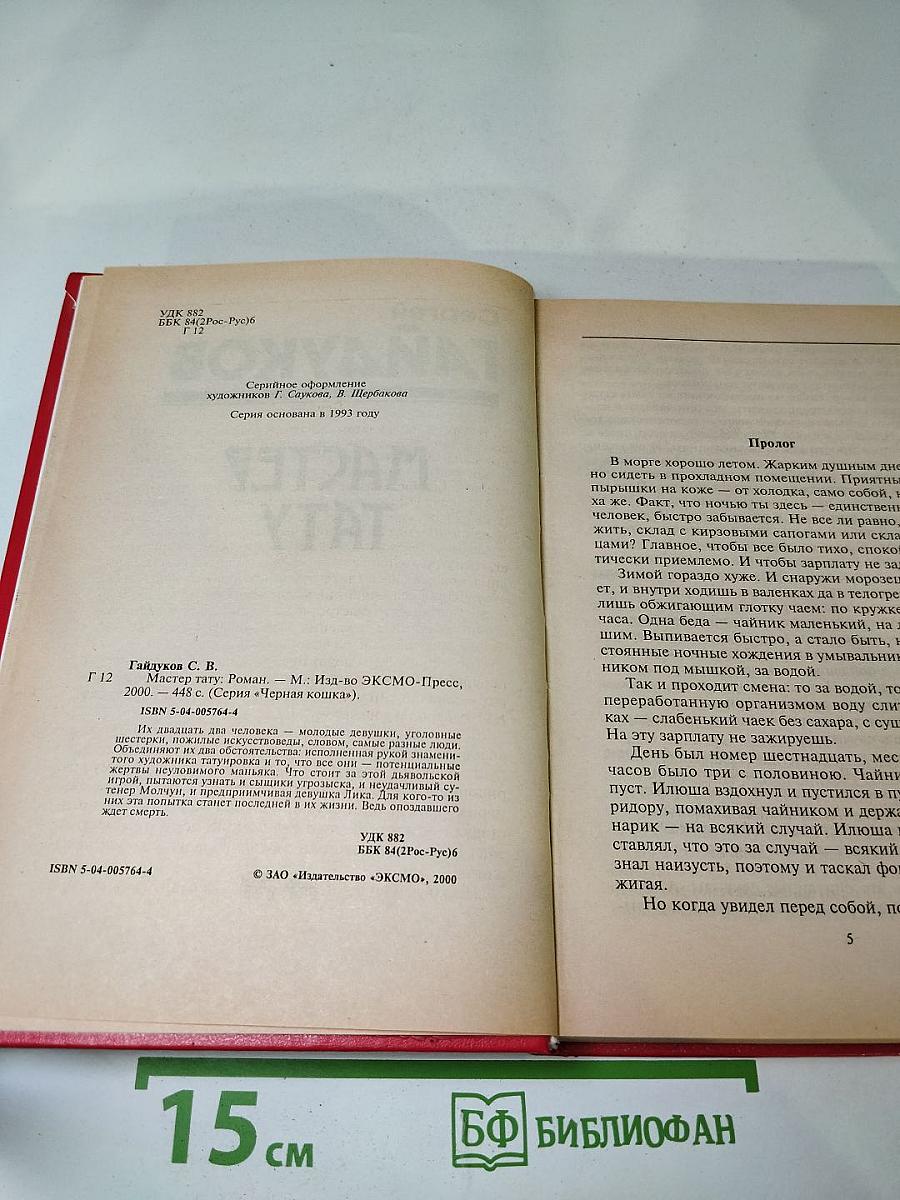 УДК 882
ББК 84(2Рос-Рус)6
Г 12
Серийное оформление
художников Г. Саукова, В. Щербакова
Серия основана в 1993 году
Гайдуков С. В.
Г 12 Мастер тату: Роман. — М.: Изд-во ЭКСМО-Пресс,
2000. — 448 с. (Серия «Черная кошка»).
ISBN 5-04-005764-4
Их двадцать два человека — молодые девушки, уголовные
шестерки, пожилые искусствоведы, словом, самые разные люди.
Объединяют их два обстоятельства: исполненная рукой знамени-
того художника татуировка и то, что все они — потенциальные
жертвы неуловимого маньяка. Что стоит за этой дьявольской
игрой, пытаются узнать и сыщики угрозыска, и неудачливый су-
тенер Молчун, и предприимчивая девушка Лика. Для кого-то из
них эта попытка станет последней в их жизни. Ведь опоздавшего
ждет смерть.
УДК 882
ББК 84(2Рос-Рус)6
ISBN 5-04-005764-4
© ЗАО «Издательство «ЭКСМО», 2000
Пролог
В морге хорошо летом. Жарким душным дне
но сидеть в прохладном помещении. Приятны
пырышки на коже — от холодка, само собой, н
ха же. Факт, что ночью ты здесь — единствен
человек, быстро забывается. Не все ли равно,
жить, склад с кирзовыми сапогами или скла
цами? Главное, чтобы все было тихо, споко
тически приемлемо. И чтобы зарплату не за
Зимой гораздо хуже. И снаружи морозец
ет, и внутри ходишь в валенках да в телогре
лишь обжигающим глотку чаем: по кружке
часа. Одна беда — чайник маленький, на л
шим. Выпивается быстро, а стало быть, н
стоянные ночные хождения в умывальник
ником под мышкой, за водой.
Так и проходит смена: то за водой, то
переработанную организмом воду слит
ках — слабенький чаек без сахара, с суш
На эту зарплату не зажируешь.
День был номер шестнадцать, мес
часов было три с половиною. Чайни
пуст. Илюша вздохнул и пустился в пу
ридору, помахивая чайником и держа
нарик — на всякий случай. Илюша
ставлял, что это за случай — всякий
знал наизусть, поэтому и таскал фо
жигая.
Но когда увидел перед собой, по
5
15 см
БФ БИБЛИОФАН